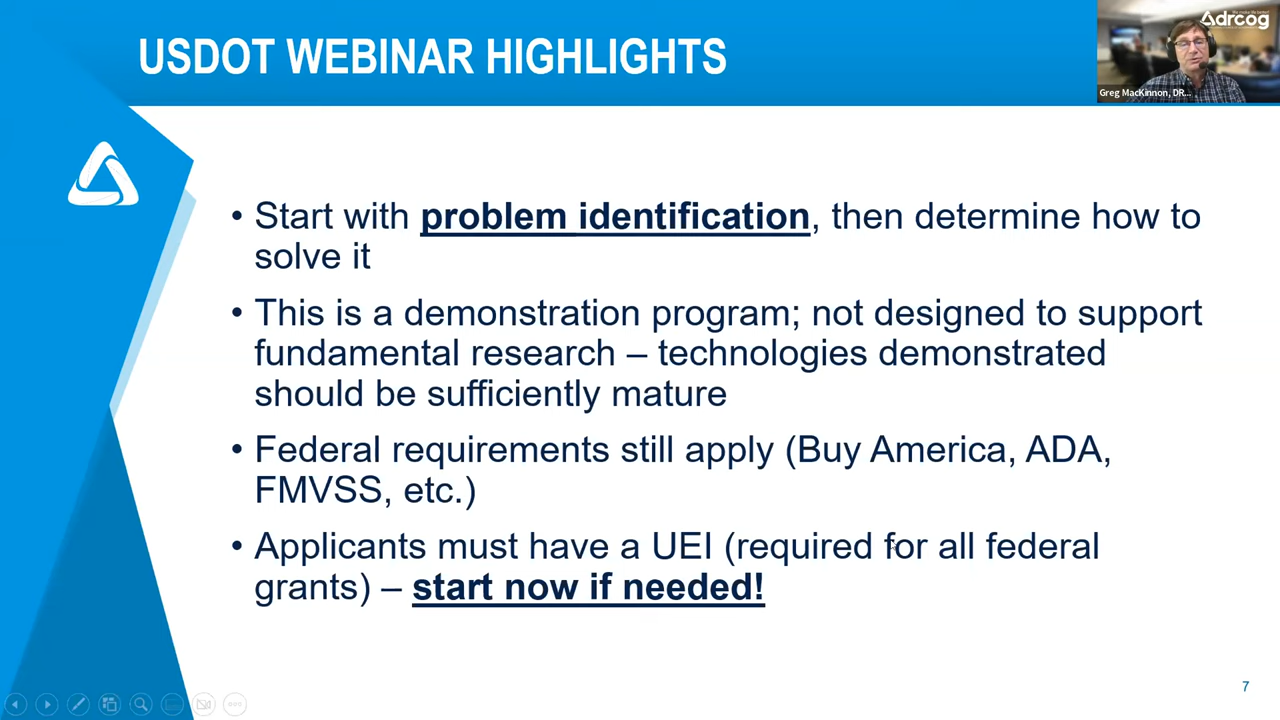 USDOT WEBINAR HIGHLIGHTS
drcog
Greg MacKinnon, DR...
• Start with problem identification, then determine how to
solve it
• This is a demonstration program; not designed to support
fundamental research – technologies demonstrated
should be sufficiently mature
• Federal requirements still apply (Buy America, ADA,
FMVSS, etc.)
• Applicants must have a UEI (required for all federal
grants) – start now if needed!
7